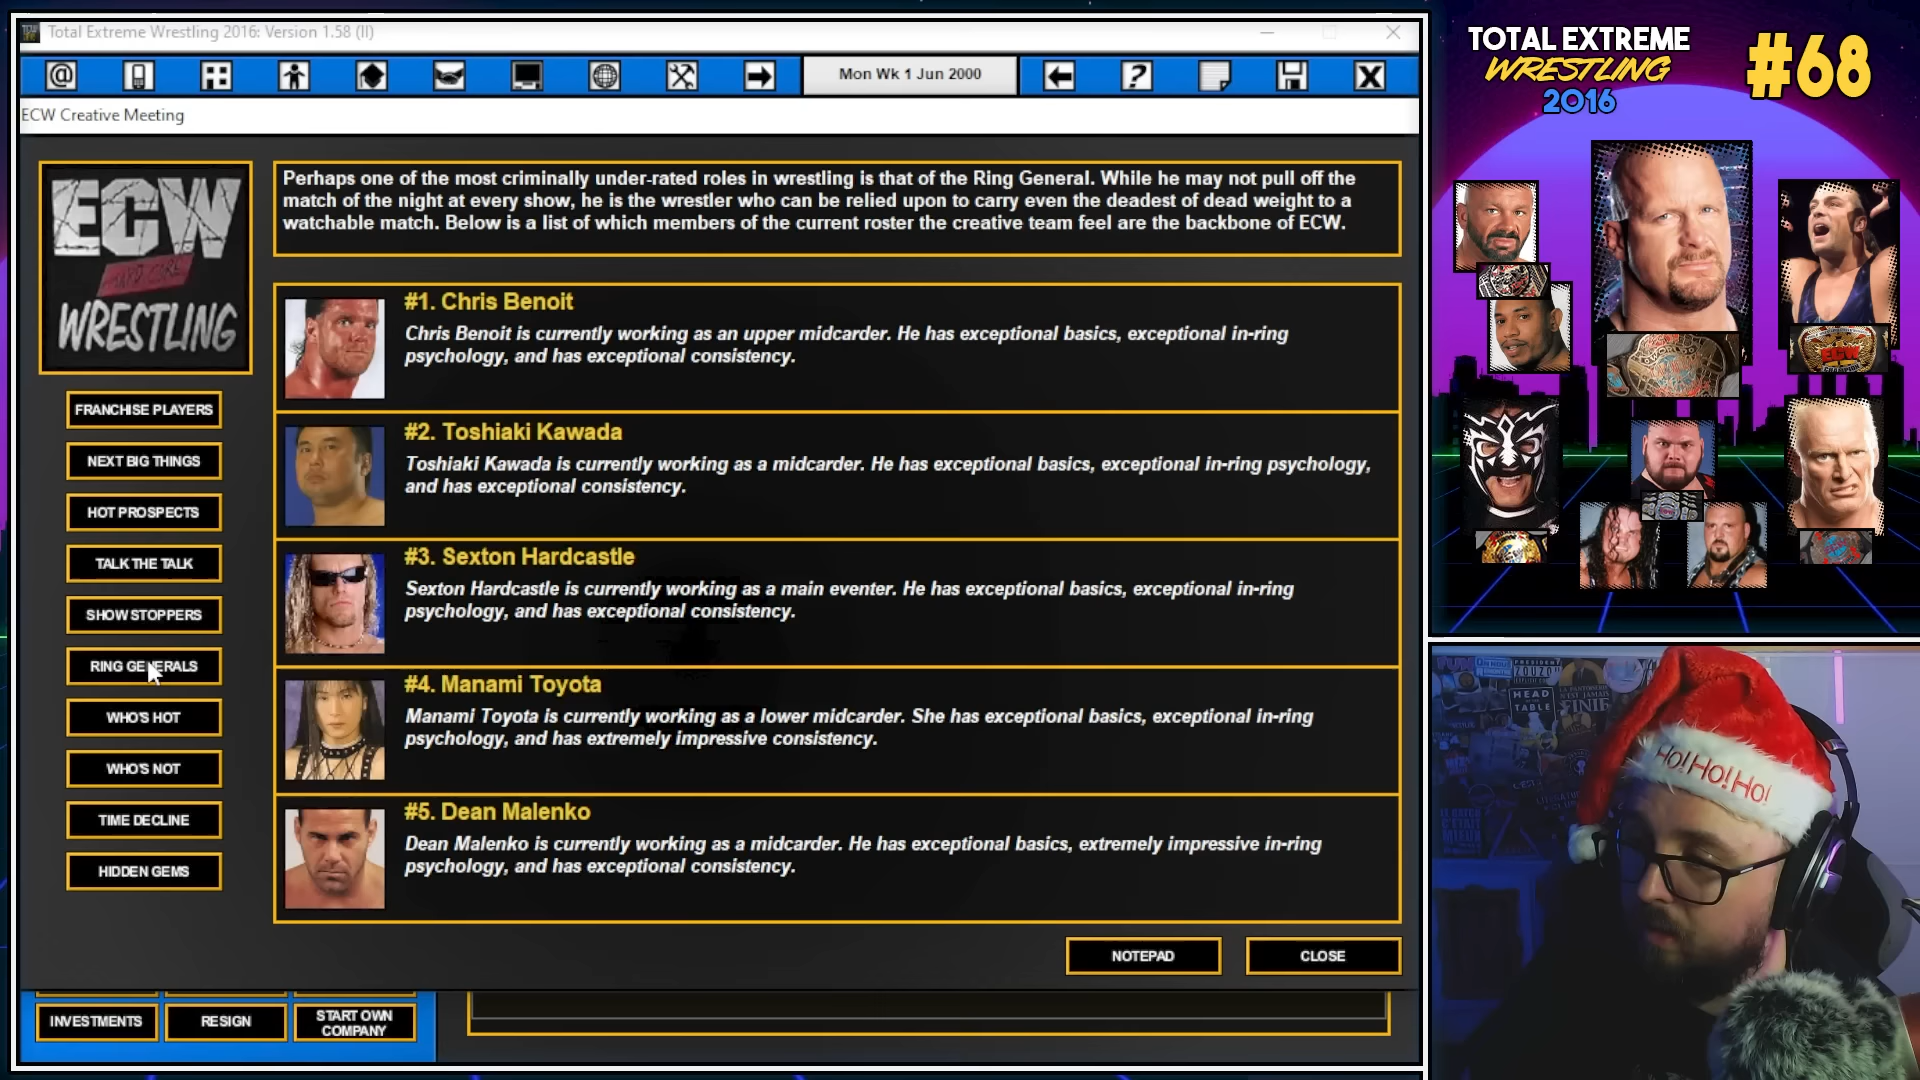 Total Extreme Wrestling 2016: Version 1.58 (II)
Mon Wk 1 Jun 2000
ECW Creative Meeting
ECW
HARDCORE
WRESTLING
FRANCHISE PLAYERS
NEXT BIG THINGS
HOT PROSPECTS
TALK THE TALK
SHOW STOPPERS
RING GENERALS
WHO'S HOT
WHO'S NOT
TIME DECLINE
HIDDEN GEMS
Perhaps one of the most criminally under-rated roles in wrestling is that of the Ring General. While he may not pull off the
match of the night at every show, he is the wrestler who can be relied upon to carry even the deadest of dead weight to a
watchable match. Below is a list of which members of the current roster the creative team feel are the backbone of ECW.
#1. Chris Benoit
Chris Benoit is currently working as an upper midcarder. He has exceptional basics, exceptional in-ring
psychology, and has exceptional consistency.
#2. Toshiaki Kawada
Toshiaki Kawada is currently working as a midcarder. He has exceptional basics, exceptional in-ring psychology,
and has exceptional consistency.
#3. Sexton Hardcastle
Sexton Hardcastle is currently working as a main eventer. He has exceptional basics, exceptional in-ring
psychology, and has exceptional consistency.
#4. Manami Toyota
Manami Toyota is currently working as a lower midcarder. She has exceptional basics, exceptional in-ring
psychology, and has extremely impressive consistency.
#5. Dean Malenko
Dean Malenko is currently working as a midcarder. He has exceptional basics, extremely impressive in-ring
psychology, and has exceptional consistency.
NOTEPAD
CLOSE
INVESTMENTS
RESIGN
START OWN
COMPANY
TOTAL EXTREME
WRESTLING
2016
#68
HEAD
TABLE
Ho!Ho!Ho!